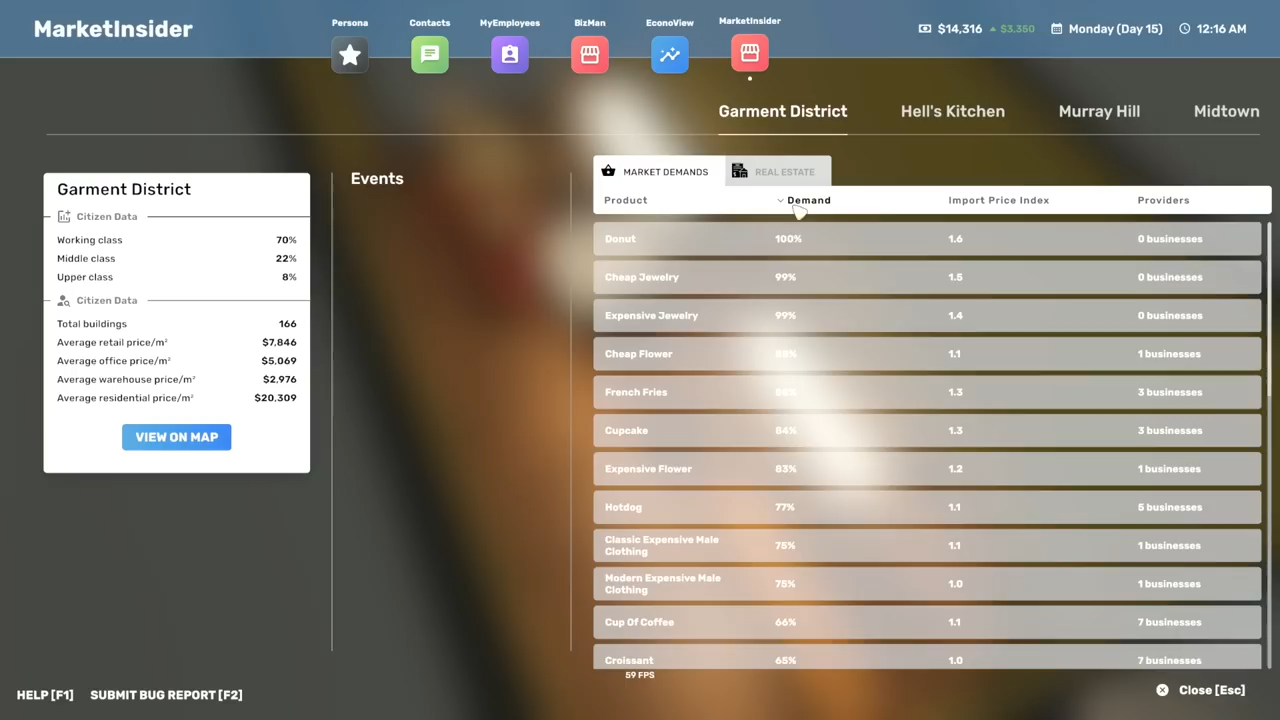 MarketInsider
Persona
Contacts
MyEmployees
BizMan
EconoView
MarketInsider
$14,316 $3.350
Monday (Day 15)
12:16 AM
Garment District
Hell's Kitchen
Murray Hill
Midtown
Garment District
Citizen Data
Working class 70%
Middle class 22%
Upper class 8%
Citizen Data
Total buildings 166
Average retail price/m² $7,846
Average office price/m² $5,069
Average warehouse price/m² $2,976
Average residential price/m² $20,309
VIEW ON MAP
Events
MARKET DEMANDS
REAL ESTATE
Product Demand Import Price Index Providers
Donut 100% 1.6 0 businesses
Cheap Jewelry 99% 1.5 0 businesses
Expensive Jewelry 99% 1.4 0 businesses
Cheap Flower 1.1 1 businesses
French Fries 1.3 3 businesses
Cupcake 84% 1.3 3 businesses
Expensive Flower 83% 1.2 1 businesses
Hotdog 77% 1.1 5 businesses
Classic Expensive Male
Clothing 75% 1.1 1 businesses
Modern Expensive Male
Clothing 75% 1.0 1 businesses
Cup Of Coffee 66% 1.1 7 businesses
Croissant 65% 1.0 7 businesses
59 FPS
HELP [F1]
SUBMIT BUG REPORT [F2]
Close [Esc]